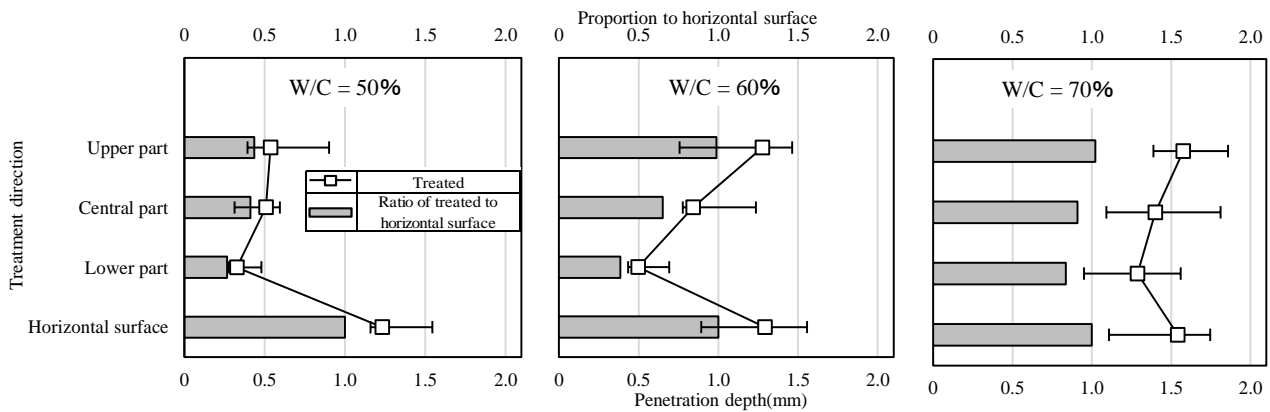 Proportion to horizontal surface
0 0.5 1.0 1.5 2.0
0 0.5 1.0 1.5 2.0
0 0.5 1.0 1.5 2.0
W/C = 50%
W/C = 60%
W/C = 70%
Treatment direction
Upper part
Central part
Lower part
Horizontal surface
Treated
Ratio of treated to
horizontal surface
0 0.5 1.0 1.5 2.0
0 0.5 1.0 1.5 2.0
0 0.5 1.0 1.5 2.0
Penetration depth(mm)